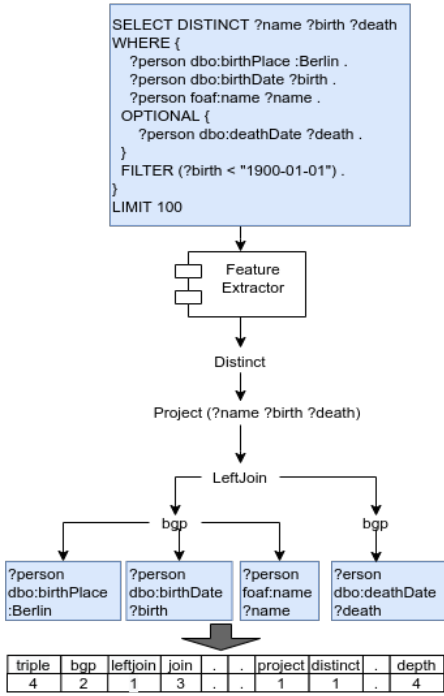 SELECT DISTINCT ?name ?birth ?death
WHERE {
?person dbo:birthPlace :Berlin .
?person dbo:birthDate ?birth .
?person foaf:name ?name .
OPTIONAL {
?person dbo:deathDate ?death .
}
FILTER (?birth < "1900-01-01") .
}
LIMIT 100
Feature
Extractor
Distinct
Project (?name ?birth ?death)
LeftJoin
bgp bgp
?person
dbo:birthPlace
:Berlin
?person
dbo:birthDate
?birth
?person
foaf:name
?name
?erson
dbo:deathDate
?death
triple bgp leftjoin join . . project distinct . depth
4 2 1 3 . . 1 1 . 4